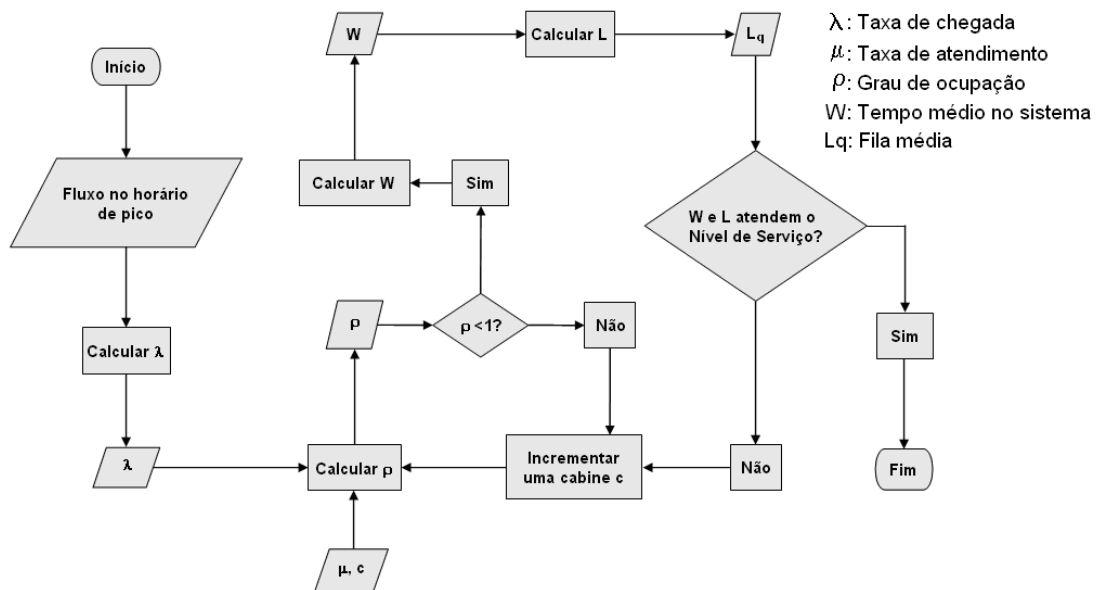 Início
Fluxo no horário
de pico
Calcular λ
λ
μ, c
Calcular ρ
ρ
ρ <1?
Sim
Calcular W
W
Calcular L
Lq
W e L atendem o
Nível de Serviço?
Sim
Fim
Não
Não
Incrementar
uma cabine c
λ: Taxa de chegada
μ: Taxa de atendimento
ρ: Grau de ocupação
W: Tempo médio no sistema
Lq: Fila média